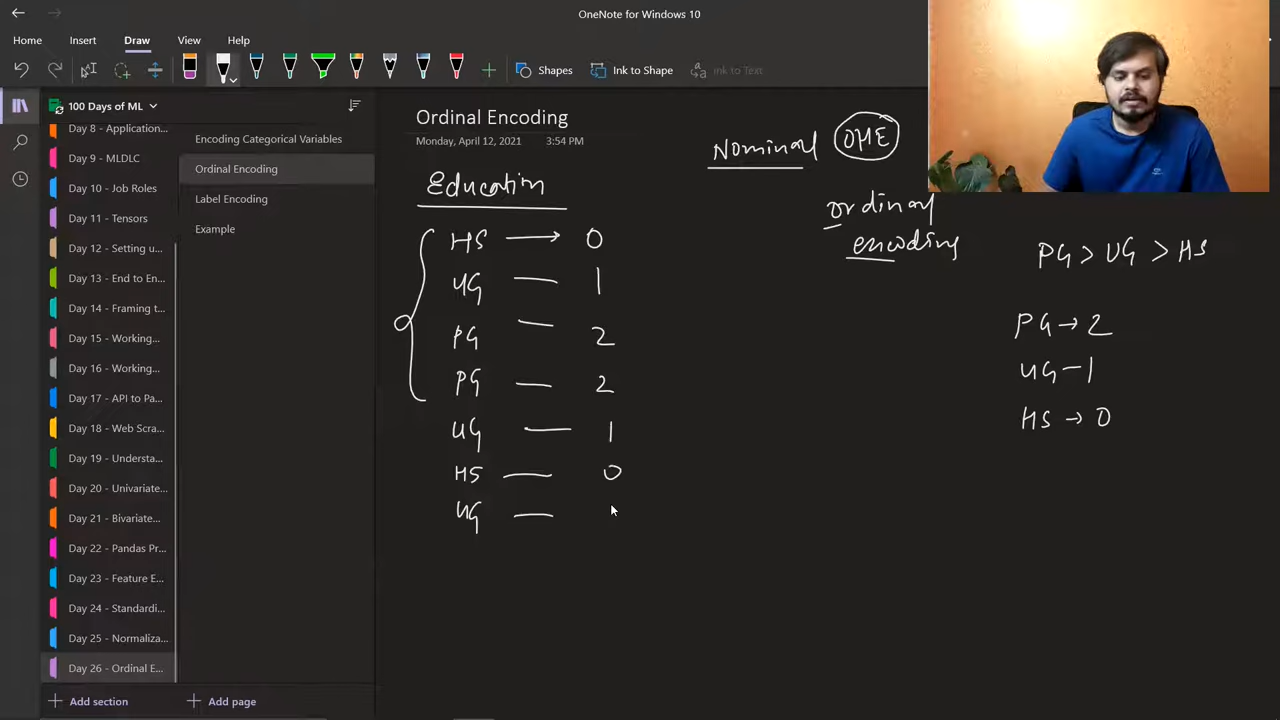 OneNote for Windows 10
Home Insert Draw View Help
Shapes Ink to Shape Ink to Text
100 Days of ML
Day 8 - Application...
Day 9 - MLDLC
Day 10 - Job Roles
Day 11 - Tensors
Day 12 - Setting u...
Day 13 - End to En...
Day 14 - Framing t...
Day 15 - Working...
Day 16 - Working...
Day 17 - API to Pa...
Day 18 - Web Scra...
Day 19 - Understa...
Day 20 - Univariate...
Day 21 - Bivariate...
Day 22 - Pandas Pr...
Day 23 - Feature E...
Day 24 - Standardi...
Day 25 - Normaliza...
Day 26 - Ordinal E...
Add section
Encoding Categorical Variables
Ordinal Encoding
Label Encoding
Example
Add page
Ordinal Encoding
Monday, April 12, 2021 3:54 PM
Education
HS → 0
UG — 1
PG — 2
PG — 2
UG — 1
HS — 0
UG —
Nominal OHE
ordinal
encoding
PG > UG > HS
PG → 2
UG - 1
HS → 0